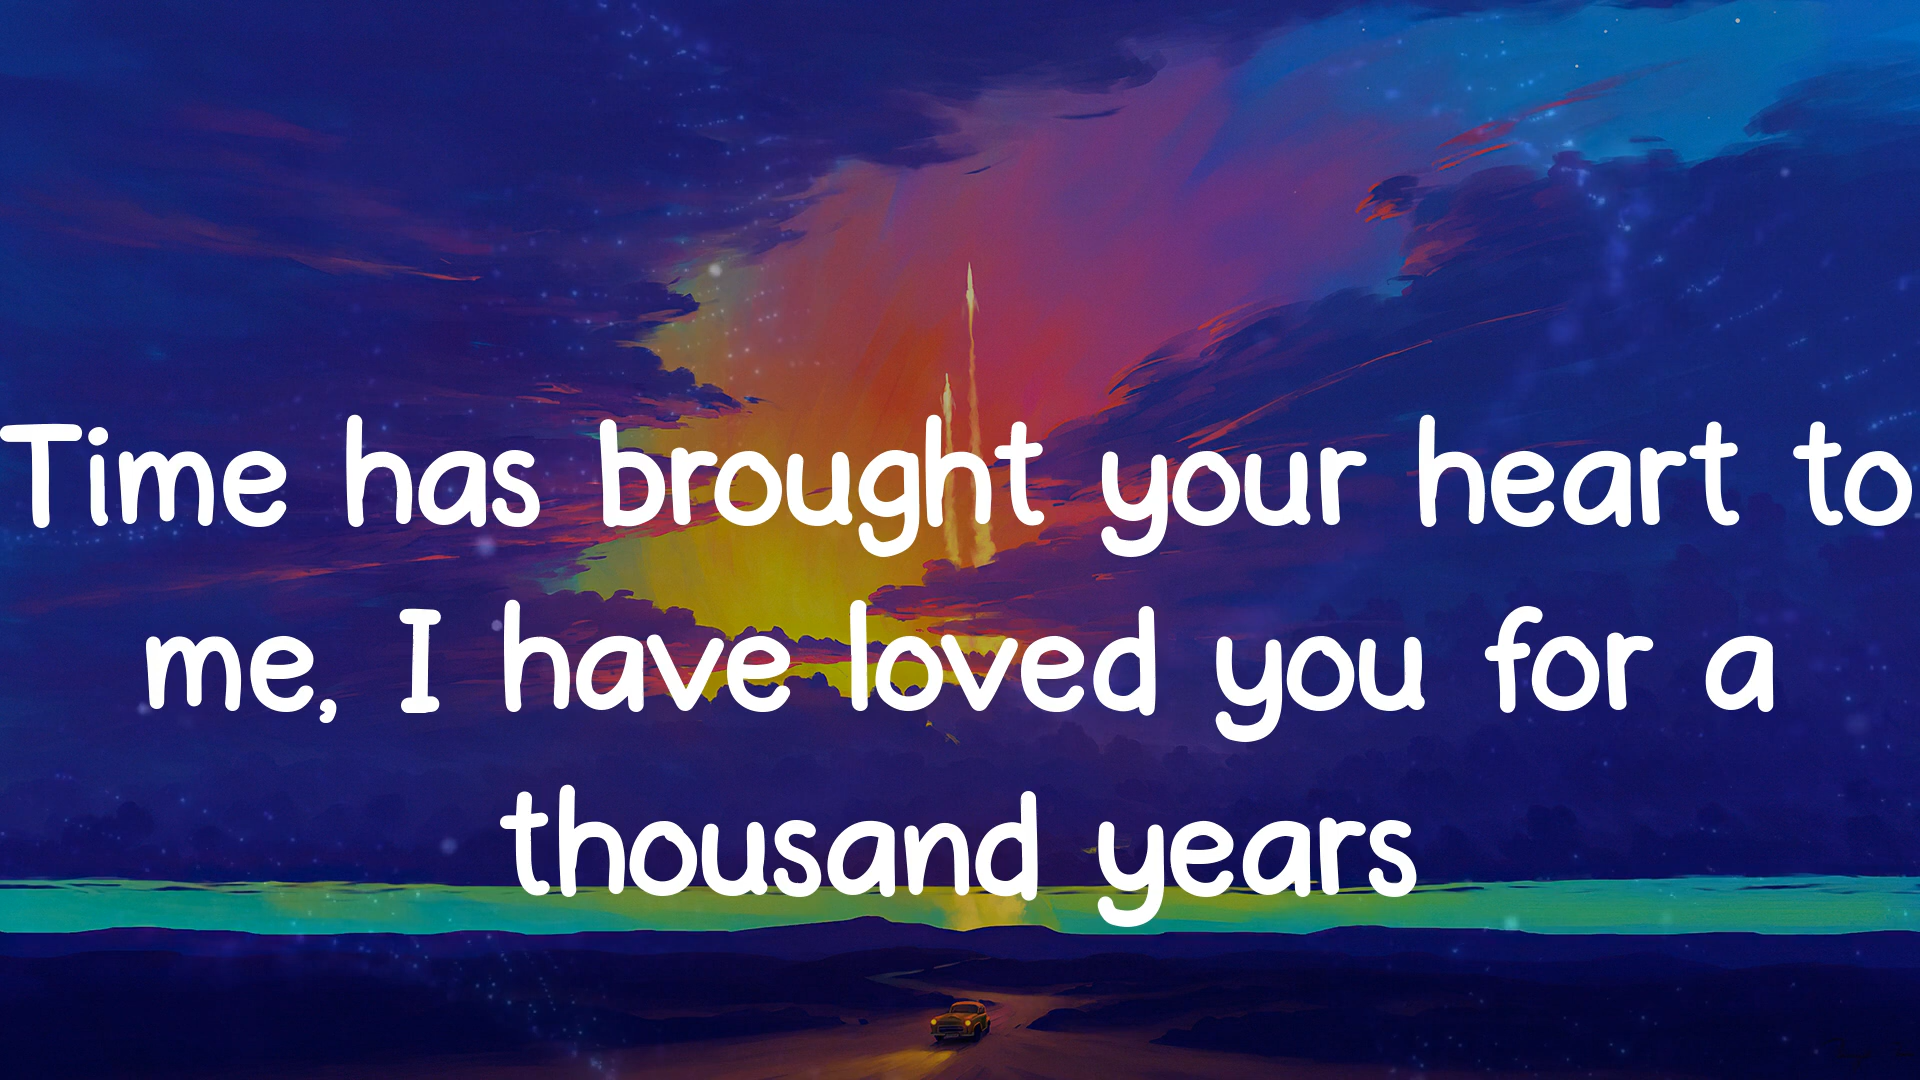 Time has brought your heart to
me, I have loved you for a
thousand years